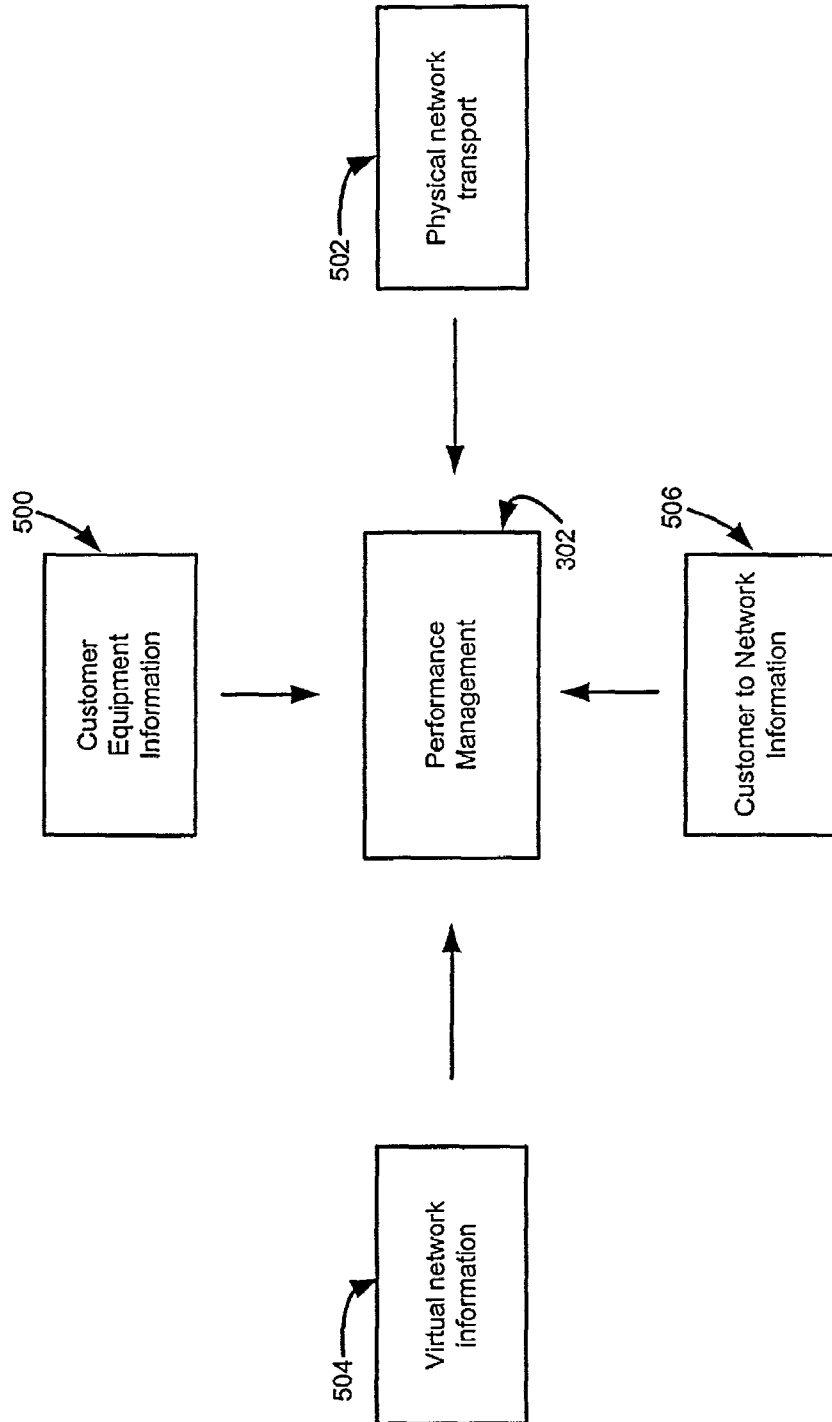 500
Customer
Equipment
Information
502
Physical network
transport
Performance
Management
302
504
Virtual network
information
506
Customer to Network
Information